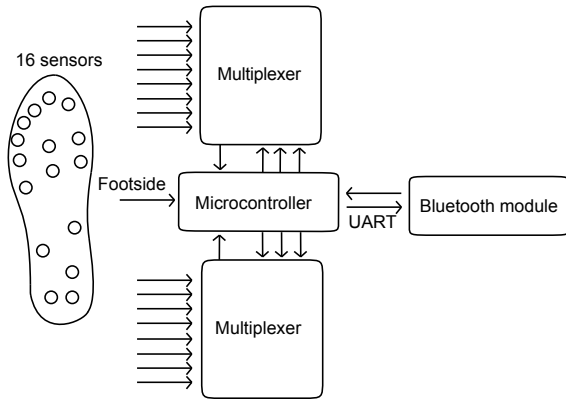 16 sensors
Multiplexer
Footside
Microcontroller
UART
Bluetooth module
Multiplexer